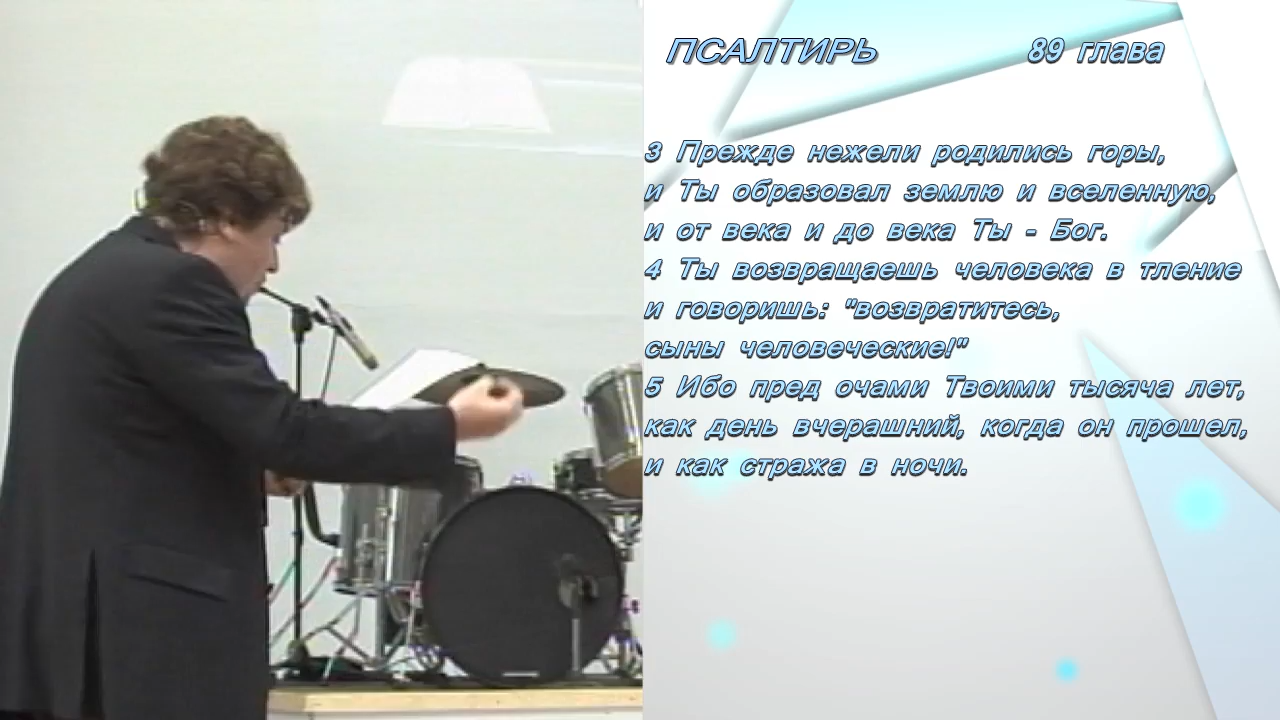 ПСАЛТИРЬ 89 глава
3 Прежде нежели родились горы,
и Ты образовал землю и вселенную,
и от века и до века Ты - Бог.
4 Ты возвращаешь человека в тление
и говоришь: "возвратитесь,
сыны человеческие!"
5 Ибо пред очами Твоими тысяча лет,
как день вчерашний, когда он прошел,
и как стража в ночи.